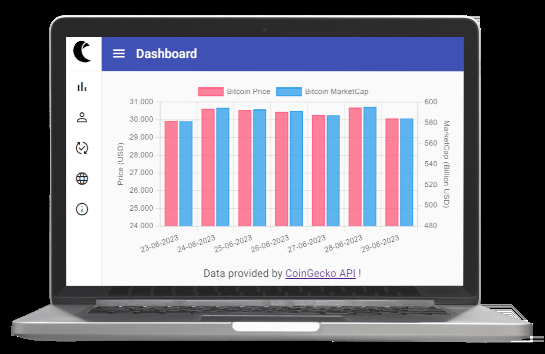 Dashboard
Bitcoin Price Bitcoin MarketCap
31.000 600
30.000 580
29.000
28.000 560
27.000 540
26.000 520
25.000 500
24.000 480
Price (USD)
MarketCap (Billion USD)
23-06-2023 24-06-2023 25-06-2023 26-06-2023 27-06-2023 28-06-2023 29-06-2023
Data provided by CoinGecko API !